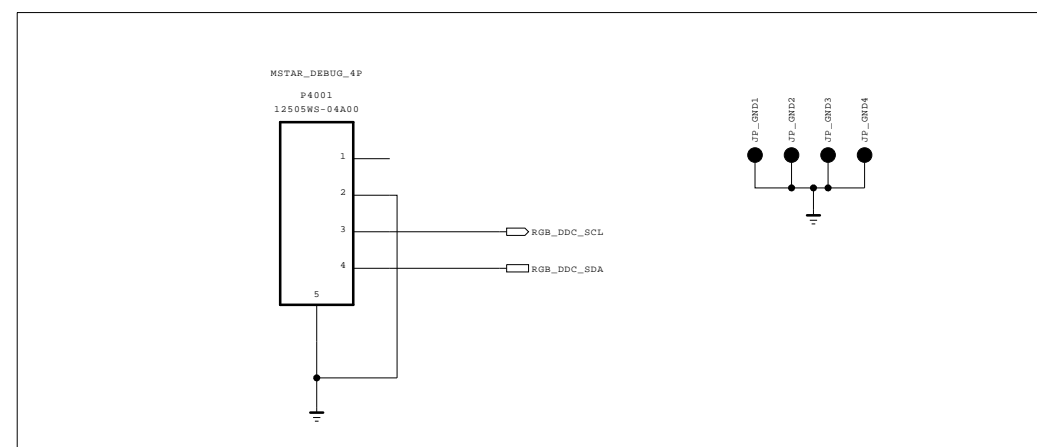 MSTAR_DEBUG_4P
P4001
12505WS-04A00
1
2
3
4
5
RGB_DDC_SCL
RGB_DDC_SDA
JP_GND1
JP_GND2
JP_GND3
JP_GND4